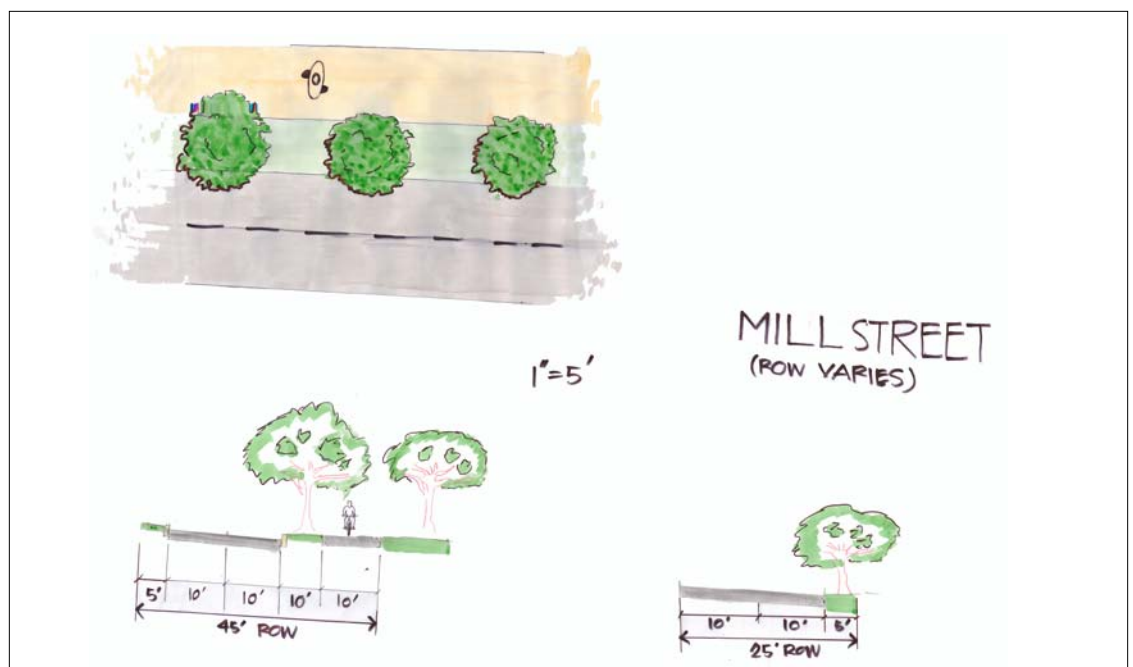 1"=5'
MILL STREET
(ROW VARIES)
5' 10' 10' 10' 10'
45' ROW
10' 10' 5'
25' ROW